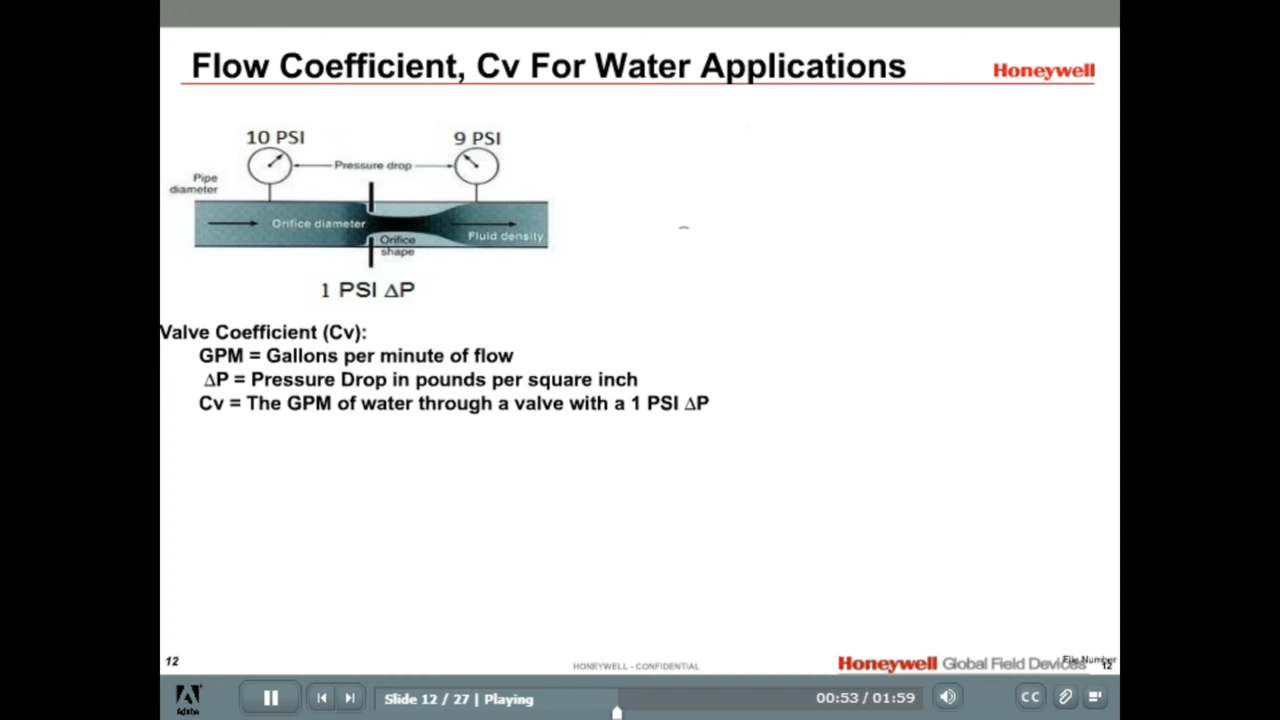 Flow Coefficient, Cv For Water Applications
Honeywell
10 PSI
9 PSI
Pressure drop
Pipe
diameter
Orifice diameter
Orifice
shape
Fluid density
1 PSI ΔP
Valve Coefficient (Cv):
GPM = Gallons per minute of flow
ΔP = Pressure Drop in pounds per square inch
Cv = The GPM of water through a valve with a 1 PSI ΔP
12
HONEYWELL - CONFIDENTIAL
Honeywell Global Field Devices
File Number
12
Adobe
Slide 12 / 27 | Playing
00:53 / 01:59
CC